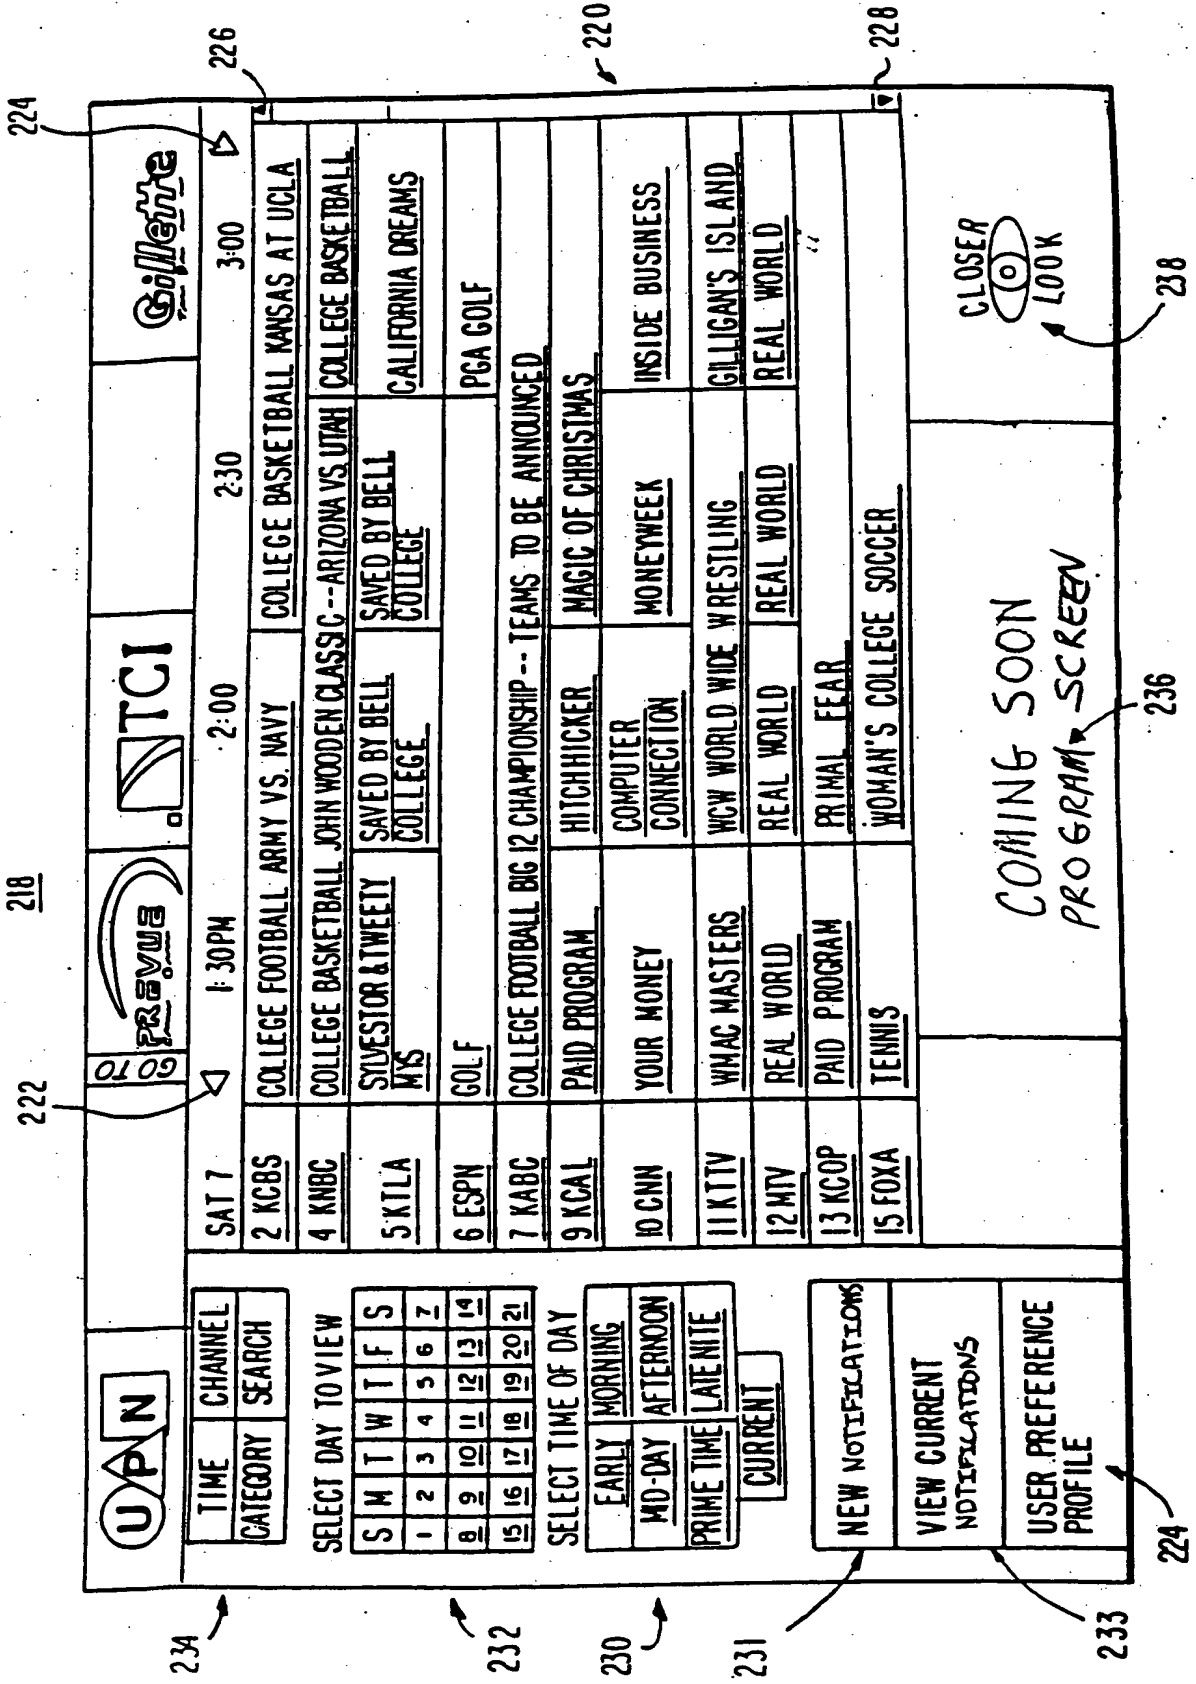 218
222
224
226
220
228
UPN
GO TO
PREVUE
TCI
Gillette
TIME CHANNEL
CATEGORY SEARCH
SELECT DAY TO VIEW
S M T W T F S
1 2 3 4 5 6 7
8 9 10 11 12 13 14
15 16 17 18 19 20 21
SELECT TIME OF DAY
EARLY MORNING
MID-DAY AFTERNOON
PRIME TIME LATE NITE
CURRENT
NEW NOTIFICATIONS
VIEW CURRENT
NOTIFICATIONS
USER PREFERENCE
PROFILE
SAT 7 1:30PM 2:00 2:30 3:00
2 KCBS COLLEGE FOOTBALL ARMY VS. NAVY COLLEGE BASKETBALL KANSAS AT UCLA
4 KNBC COLLEGE BASKETBALL JOHN WOODEN CLASSIC -- ARIZONA VS. UTAH COLLEGE BASKETBALL
5 KTLA SYLVESTOR & TWEETY SAVED BY BELL SAVED BY BELL CALIFORNIA DREAMS
MYS COLLEGE COLLEGE
6 ESPN GOLF PGA GOLF
7 KABC COLLEGE FOOTBALL BIG 12 CHAMPIONSHIP -- TEAMS TO BE ANNOUNCED
9 KCAL PAID PROGRAM HITCHHICKER MAGIC OF CHRISTMAS
10 CNN YOUR MONEY COMPUTER MONEYWEEK INSIDE BUSINESS
CONNECTION
11 KTTV WMAC MASTERS WCW WORLD WIDE WRESTLING GILLIGAN'S ISLAND
12 MTV REAL WORLD REAL WORLD REAL WORLD REAL WORLD
13 KCOP PAID PROGRAM PRIMAL FEAR
15 FOXA TENNIS WOMAN'S COLLEGE SOCCER
COMING SOON
PROGRAM SCREEN
CLOSER
LOOK
234
232
230
231
233
224
236
238